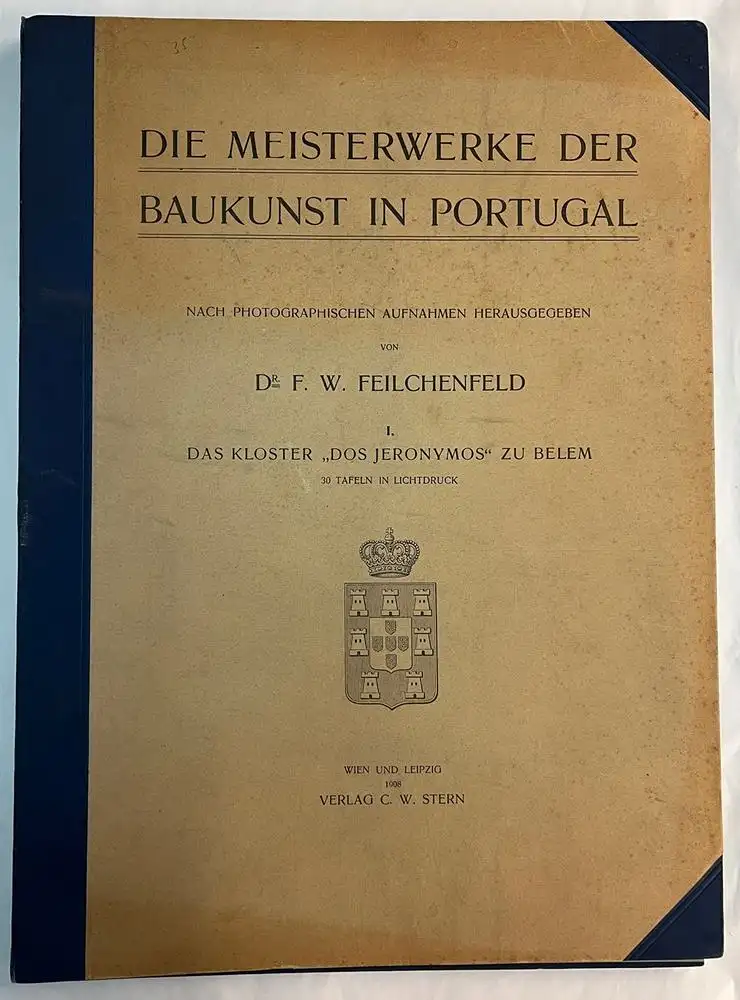 35
DIE MEISTERWERKE DER
BAUKUNST IN PORTUGAL
NACH PHOTOGRAPHISCHEN AUFNAHMEN HERAUSGEGEBEN
VON
DR. F. W. FEILCHENFELD
I.
DAS KLOSTER „DOS JERONYMOS“ ZU BELEM
30 TAFELN IN LICHTDRUCK
WIEN UND LEIPZIG
1908
VERLAG C. W. STERN